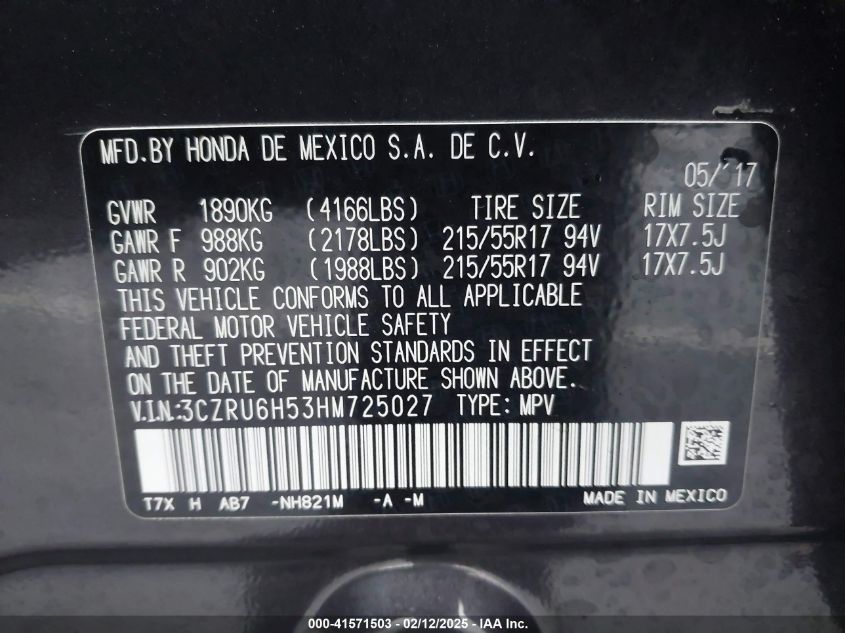 MFD.BY HONDA DE MEXICO S.A. DE C.V.
05/'17
GVWR 1890KG (4166LBS) TIRE SIZE RIM SIZE
GAWR F 988KG (2178LBS) 215/55R17 94V 17X7.5J
GAWR R 902KG (1988LBS) 215/55R17 94V 17X7.5J
THIS VEHICLE CONFORMS TO ALL APPLICABLE
FEDERAL MOTOR VEHICLE SAFETY
AND THEFT PREVENTION STANDARDS IN EFFECT
ON THE DATE OF MANUFACTURE SHOWN ABOVE.
V.I.N.:3CZRU6H53HM725027 TYPE: MPV
T7X H AB7 -NH821M -A -M MADE IN MEXICO
000-41571503 - 02/12/2025 - IAA Inc.